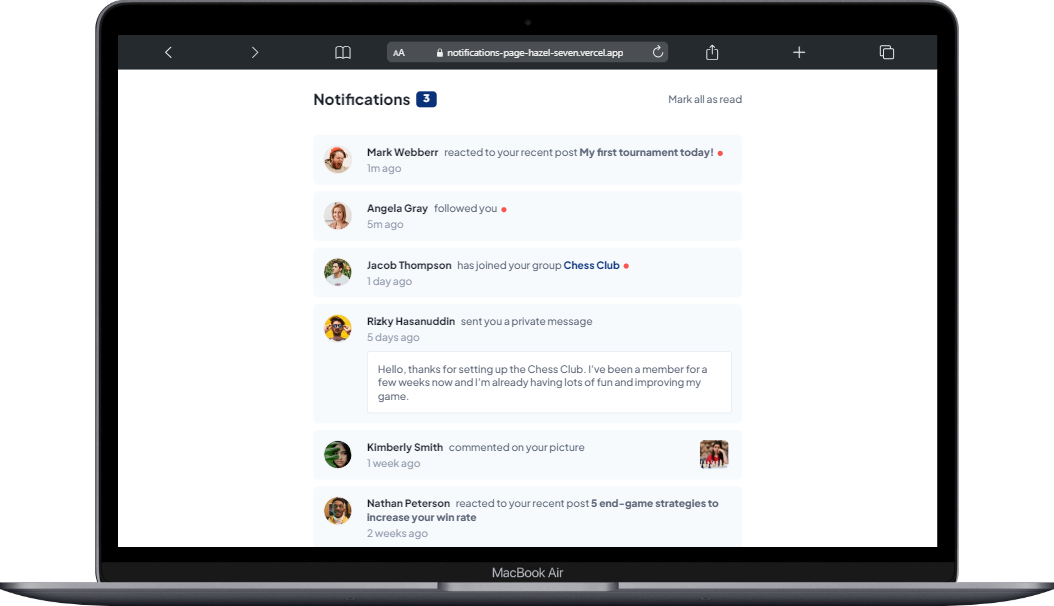 AA notifications-page-hazel-seven.vercel.app
Notifications 3 Mark all as read
Mark Webberr reacted to your recent post My first tournament today!
1m ago
Angela Gray followed you
5m ago
Jacob Thompson has joined your group Chess Club
1 day ago
Rizky Hasanuddin sent you a private message
5 days ago
Hello, thanks for setting up the Chess Club. I've been a member for a
few weeks now and I'm already having lots of fun and improving my
game.
Kimberly Smith commented on your picture
1 week ago
Nathan Peterson reacted to your recent post 5 end-game strategies to
increase your win rate
2 weeks ago
MacBook Air